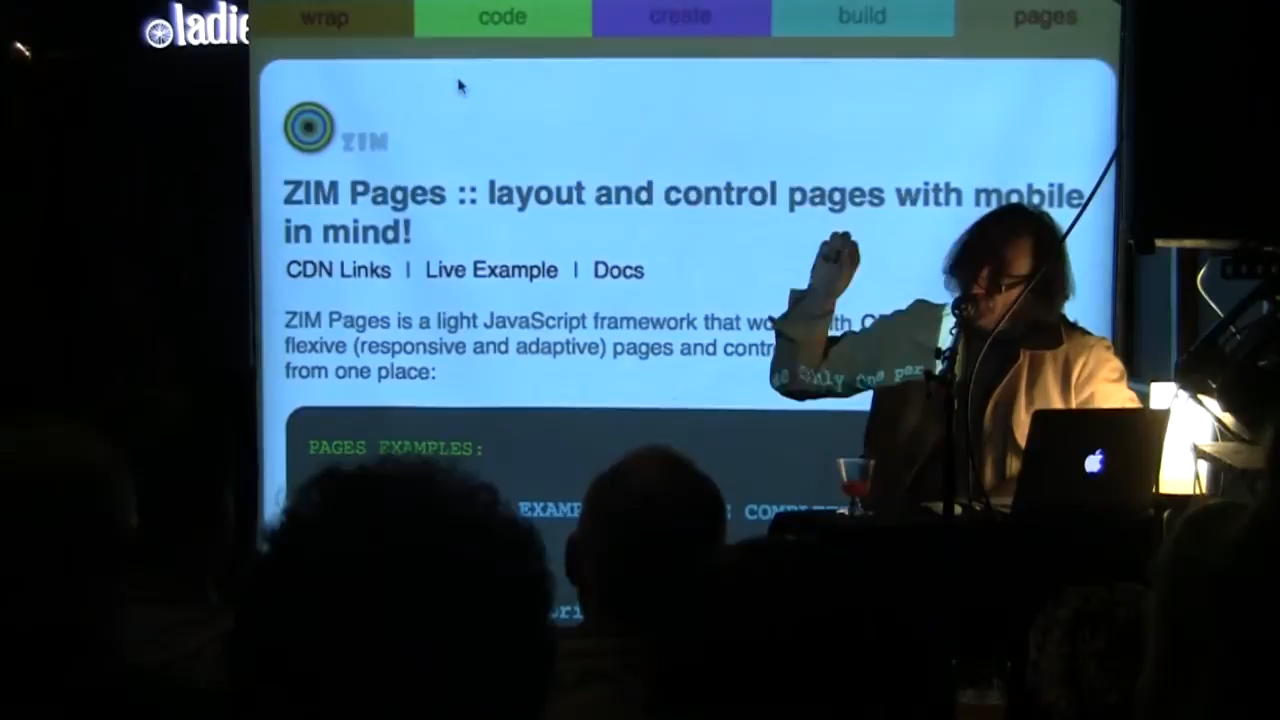 ladie
wrap code create build pages
ZIM
ZIM Pages :: layout and control pages with mobile
in mind!
CDN Links | Live Example | Docs
ZIM Pages is a light JavaScript framework that
flexive (responsive and adaptive) pages and
from one place:
only one
PAGES EXAMPLES: